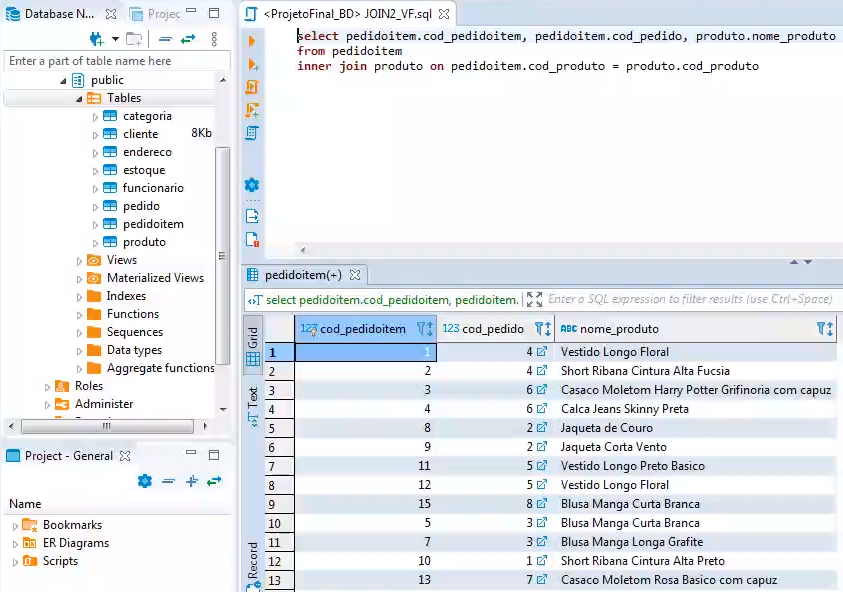 Database N...
Projec
Enter a part of table name here
public
Tables
categoria
cliente 8Kb
endereco
estoque
funcionario
pedido
pedidoitem
produto
Views
Materialized Views
Indexes
Functions
Sequences
Data types
Aggregate functions
Roles
Administer
Project - General
Name
Bookmarks
ER Diagrams
Scripts
<ProjetoFinal_BD> JOIN2_VF.sql
select pedidoitem.cod_pedidoitem, pedidoitem.cod_pedido, produto.nome_produto
from pedidoitem
inner join produto on pedidoitem.cod_produto = produto.cod_produto
pedidoitem(+)
select pedidoitem.cod_pedidoitem, pedidoitem. Enter a SQL expression to filter results (use Ctrl+Space)
Grid
Text
Record
123 cod_pedidoitem 123 cod_pedido ABC nome_produto
1 1 4 Vestido Longo Floral
2 2 4 Short Ribana Cintura Alta Fucsia
3 3 6 Casaco Moletom Harry Potter Grifinoria com capuz
4 4 6 Calca Jeans Skinny Preta
5 8 2 Jaqueta de Couro
6 9 2 Jaqueta Corta Vento
7 11 5 Vestido Longo Preto Basico
8 12 5 Vestido Longo Floral
9 15 8 Blusa Manga Curta Branca
10 5 3 Blusa Manga Curta Branca
11 7 3 Blusa Manga Longa Grafite
12 10 1 Short Ribana Cintura Alta Preto
13 13 7 Casaco Moletom Rosa Basico com capuz